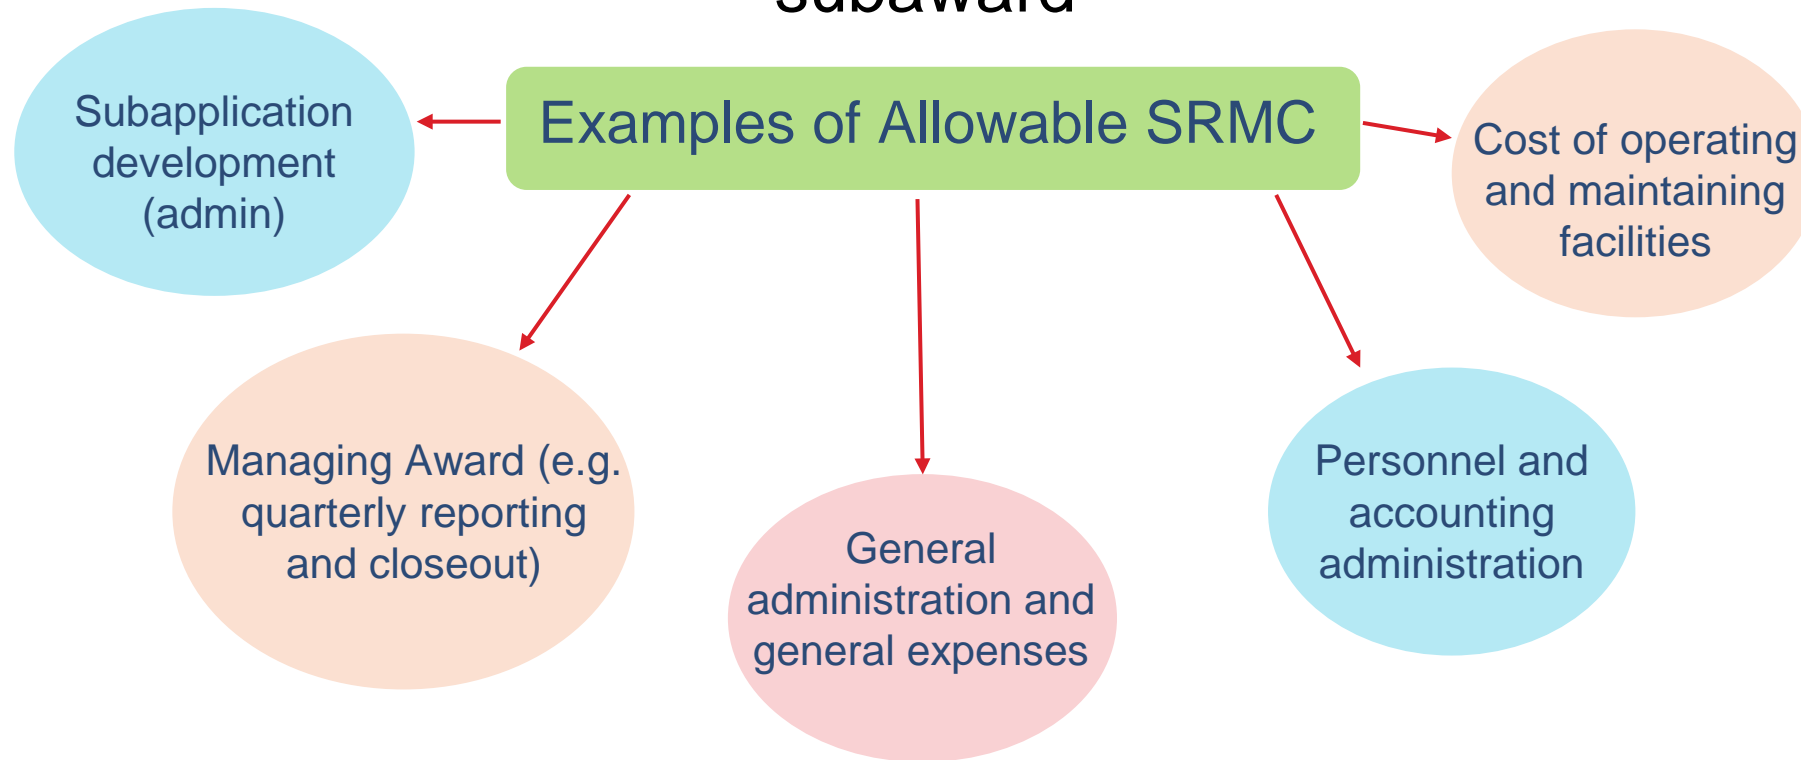 subaward
Examples of Allowable SRMC
Subapplication
development
(admin)
Cost of operating
and maintaining
facilities
Managing Award (e.g.
quarterly reporting
and closeout)
General
administration and
general expenses
Personnel and
accounting
administration